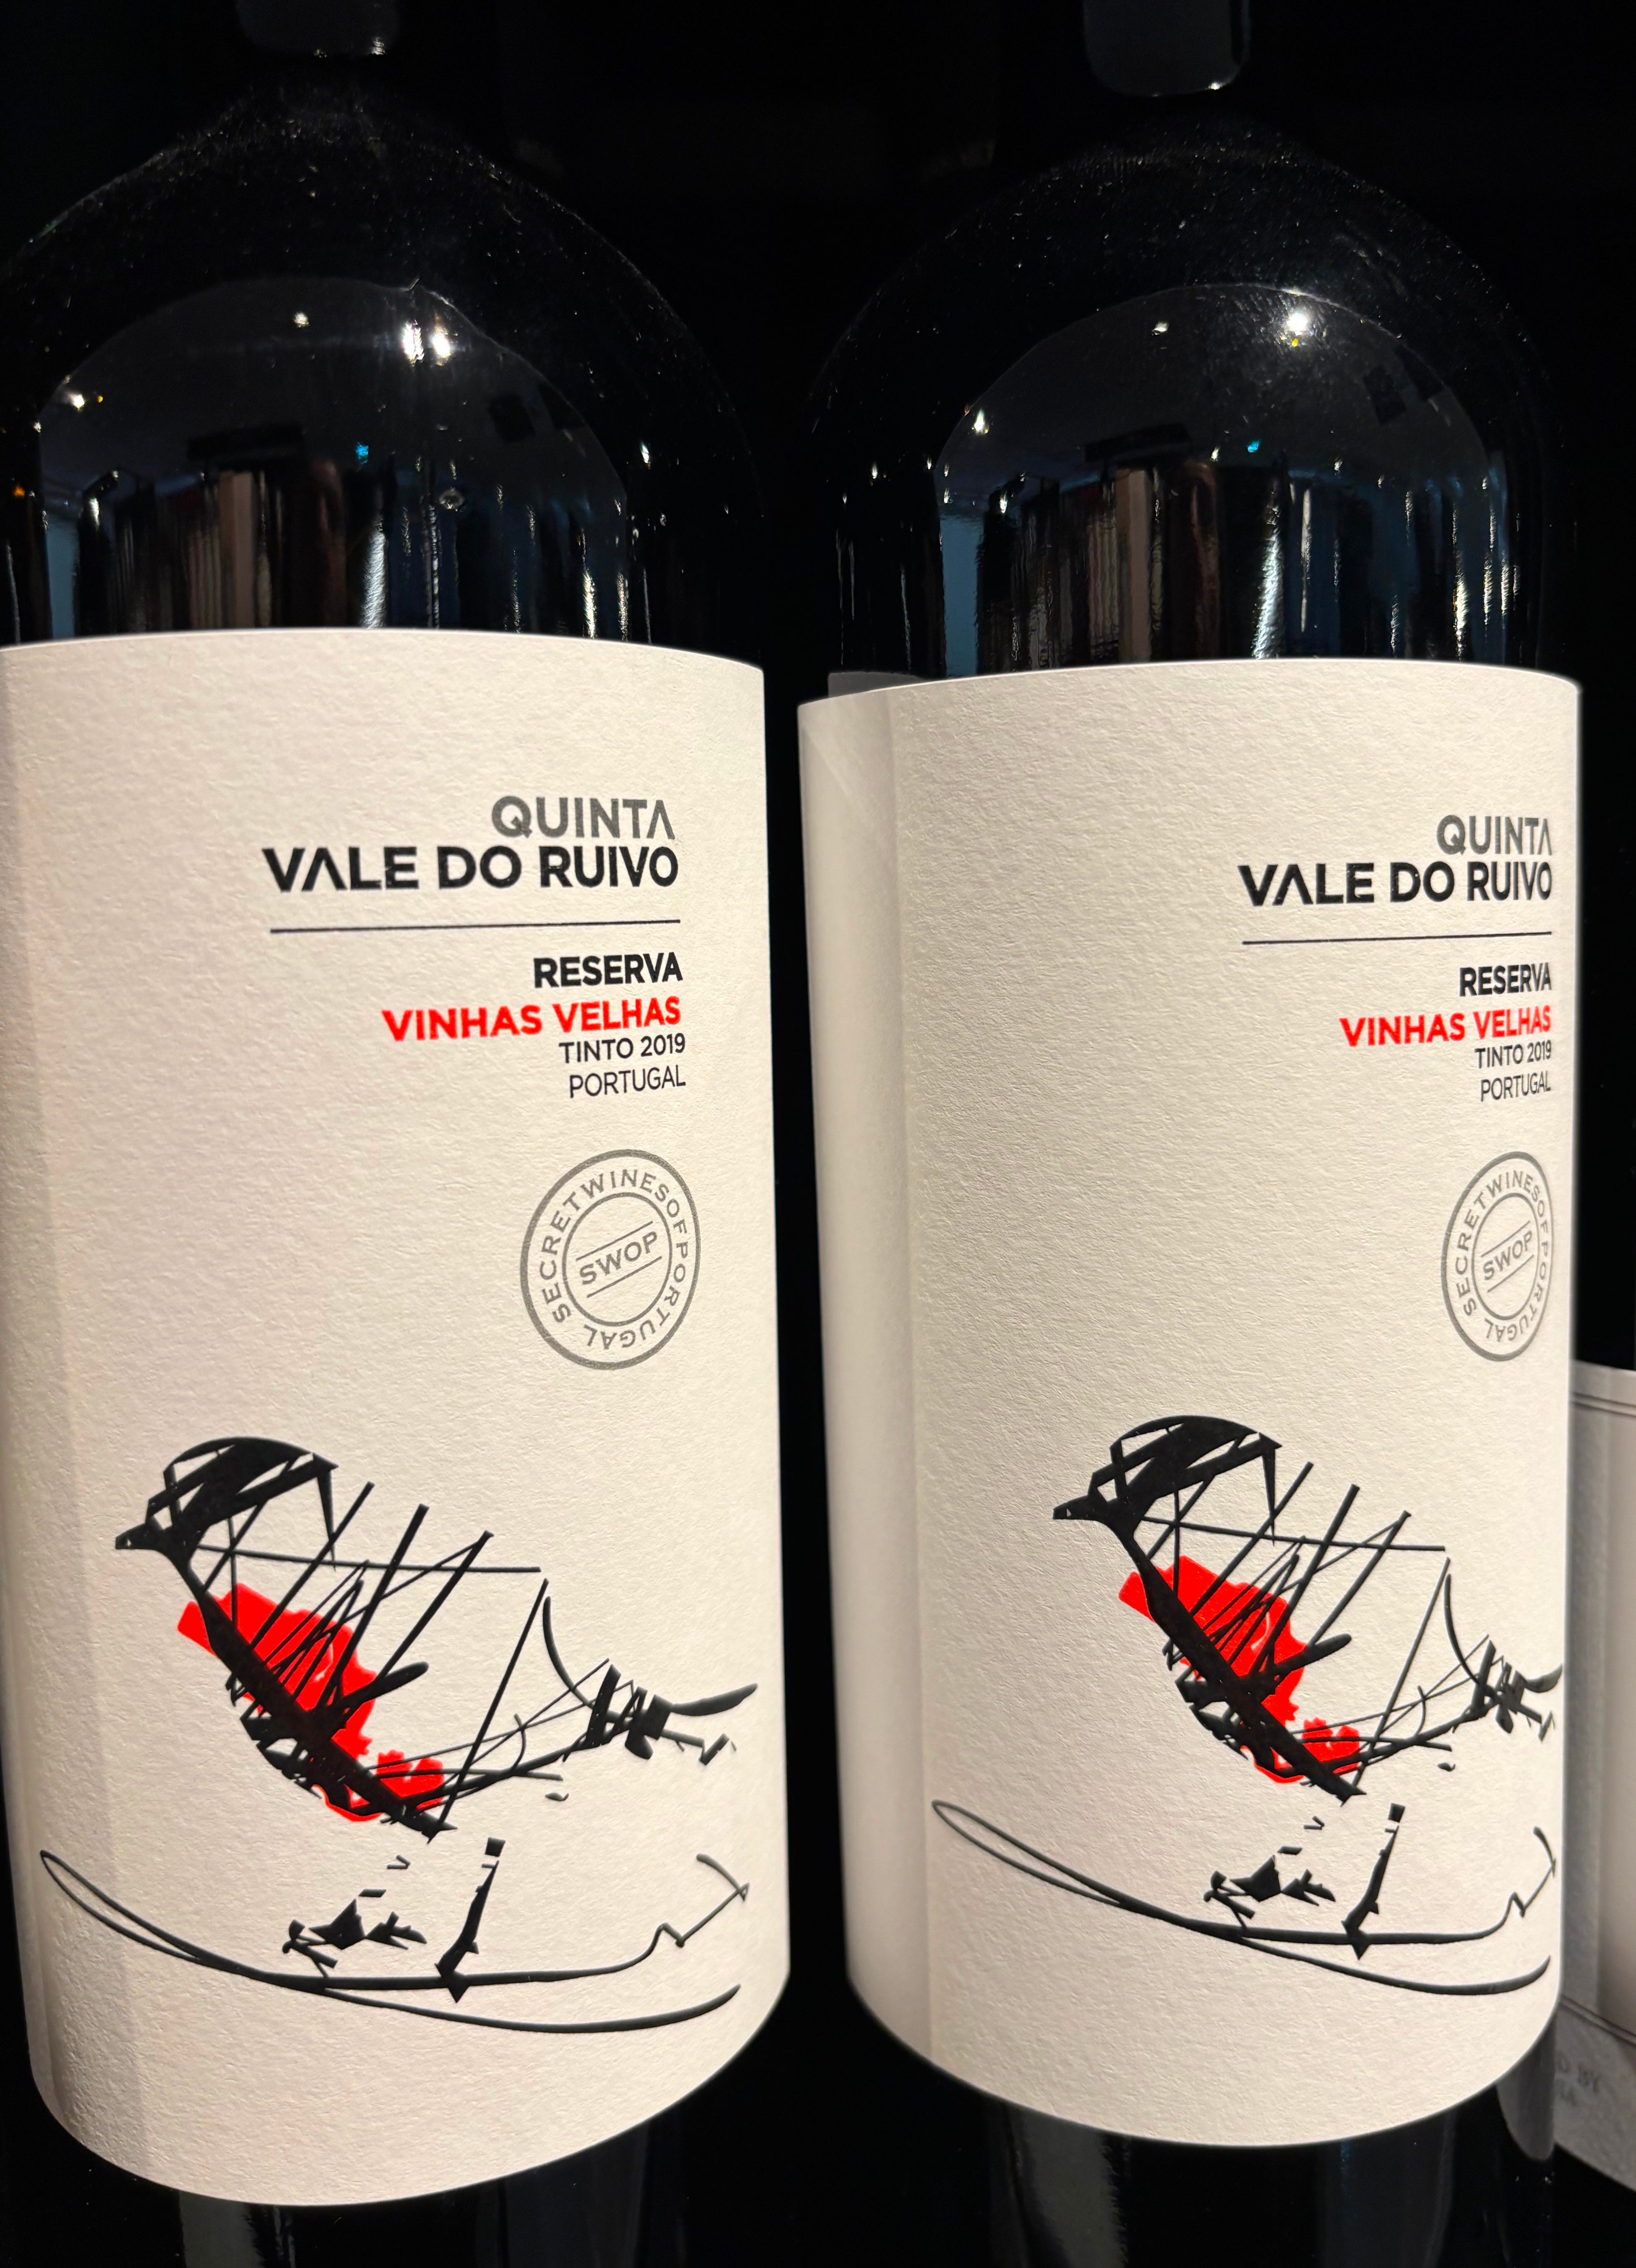 QUINTA
VALE DO RUIVO
RESERVA
VINHAS VELHAS
TINTO 2019
PORTUGAL
SECRETWINESOFPORTUGAL
SWOP
QUINTA
VALE DO RUIVO
RESERVA
VINHAS VELHAS
TINTO 2019
PORTUGAL
SECRETWINESOFPORTUGAL
SWOP
BY